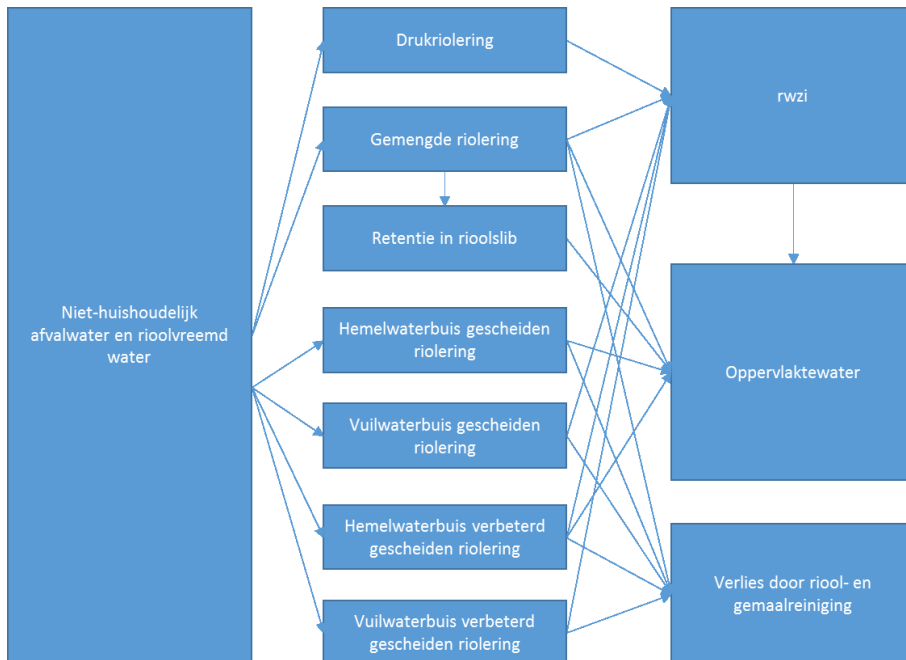 Niet-huishoudelijk
afvalwater en rioolvreemd
water
Drukriolering
Gemengde riolering
Retentie in rioolslib
Hemelwaterbuis gescheiden
riolering
Vuilwaterbuis gescheiden
riolering
Hemelwaterbuis verbeterd
gescheiden riolering
Vuilwaterbuis verbeterd
gescheiden riolering
rwzi
Oppervlaktewater
Verlies door riool- en
gemaalreiniging